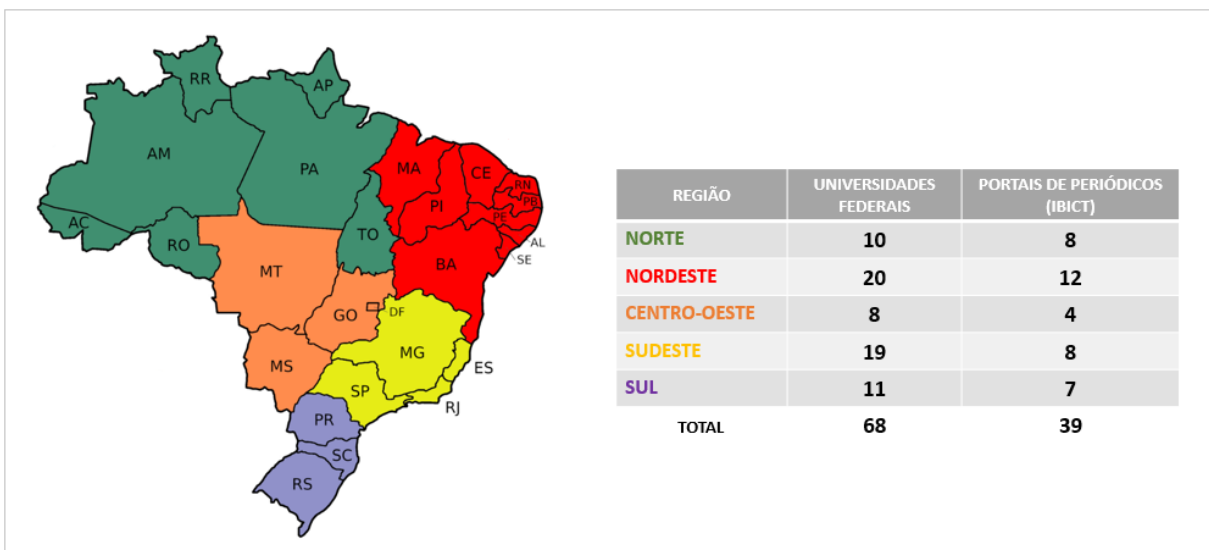 RR
AP
AM
PA
MA
CE
RN
PB
PI
PE
AC
TO
AL
RO
SE
BA
MT
GO
DF
MG
ES
MS
SP
RJ
PR
SC
RS
REGIÃO UNIVERSIDADES FEDERAIS PORTAIS DE PERIÓDICOS (IBICT)
NORTE 10 8
NORDESTE 20 12
CENTRO-OESTE 8 4
SUDESTE 19 8
SUL 11 7
TOTAL 68 39